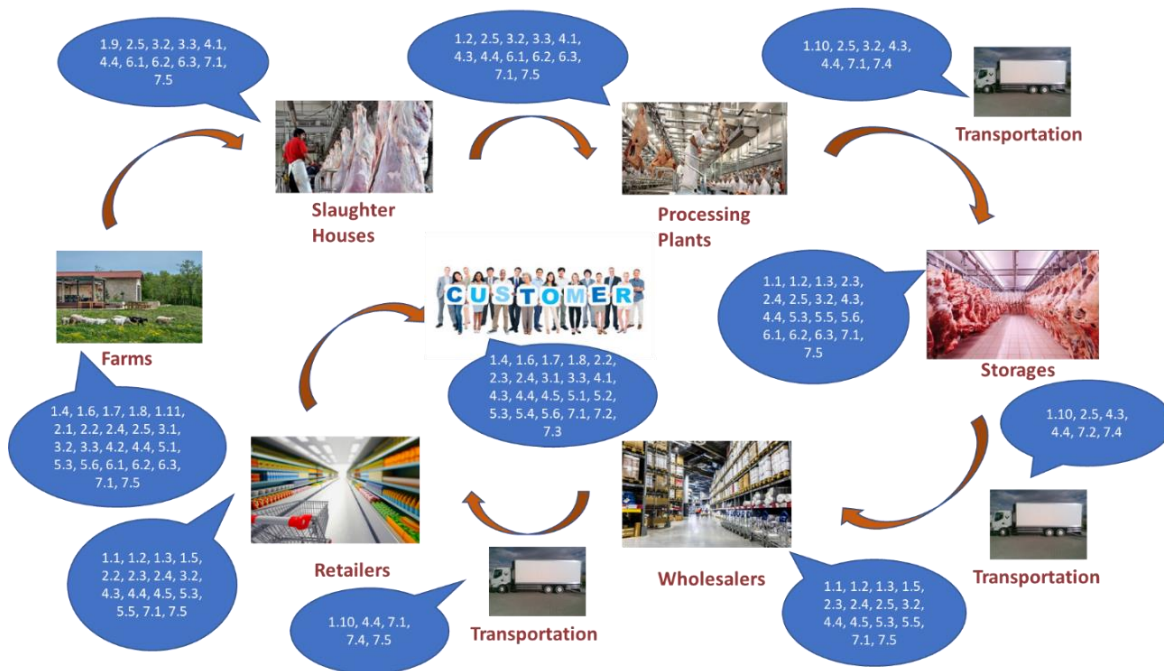 1.9, 2.5, 3.2, 3.3, 4.1,
4.4, 6.1, 6.2, 6.3, 7.1,
7.5
1.2, 2.5, 3.2, 3.3, 4.1,
4.3, 4.4, 6.1, 6.2, 6.3,
7.1, 7.5
1.10, 2.5, 3.2, 4.3,
4.4, 7.1, 7.4
Transportation
Slaughter
Houses
Processing
Plants
CUSTOMER
1.1, 1.2, 1.3, 2.3,
2.4, 2.5, 3.2, 4.3,
4.4, 5.3, 5.5, 5.6,
6.1, 6.2, 6.3, 7.1,
7.5
Farms
Storages
1.4, 1.6, 1.7, 1.8, 2.2,
2.3, 2.4, 3.1, 3.3, 4.1,
4.3, 4.4, 4.5, 5.1, 5.2,
5.3, 5.4, 5.6, 7.1, 7.2,
7.3
1.4, 1.6, 1.7, 1.8, 1.11,
2.1, 2.2, 2.4, 2.5, 3.1,
3.2, 3.3, 4.2, 4.4, 5.1,
5.3, 5.6, 6.1, 6.2, 6.3,
7.1, 7.5
1.10, 2.5, 4.3,
4.4, 7.2, 7.4
1.1, 1.2, 1.3, 1.5,
2.2, 2.3, 2.4, 3.2,
4.3, 4.4, 4.5, 5.3,
5.5, 7.1, 7.5
Retailers
Wholesalers
Transportation
1.10, 4.4, 7.1,
7.4, 7.5
Transportation
1.1, 1.2, 1.3, 1.5,
2.3, 2.4, 2.5, 3.2,
4.4, 4.5, 5.3, 5.5,
7.1, 7.5